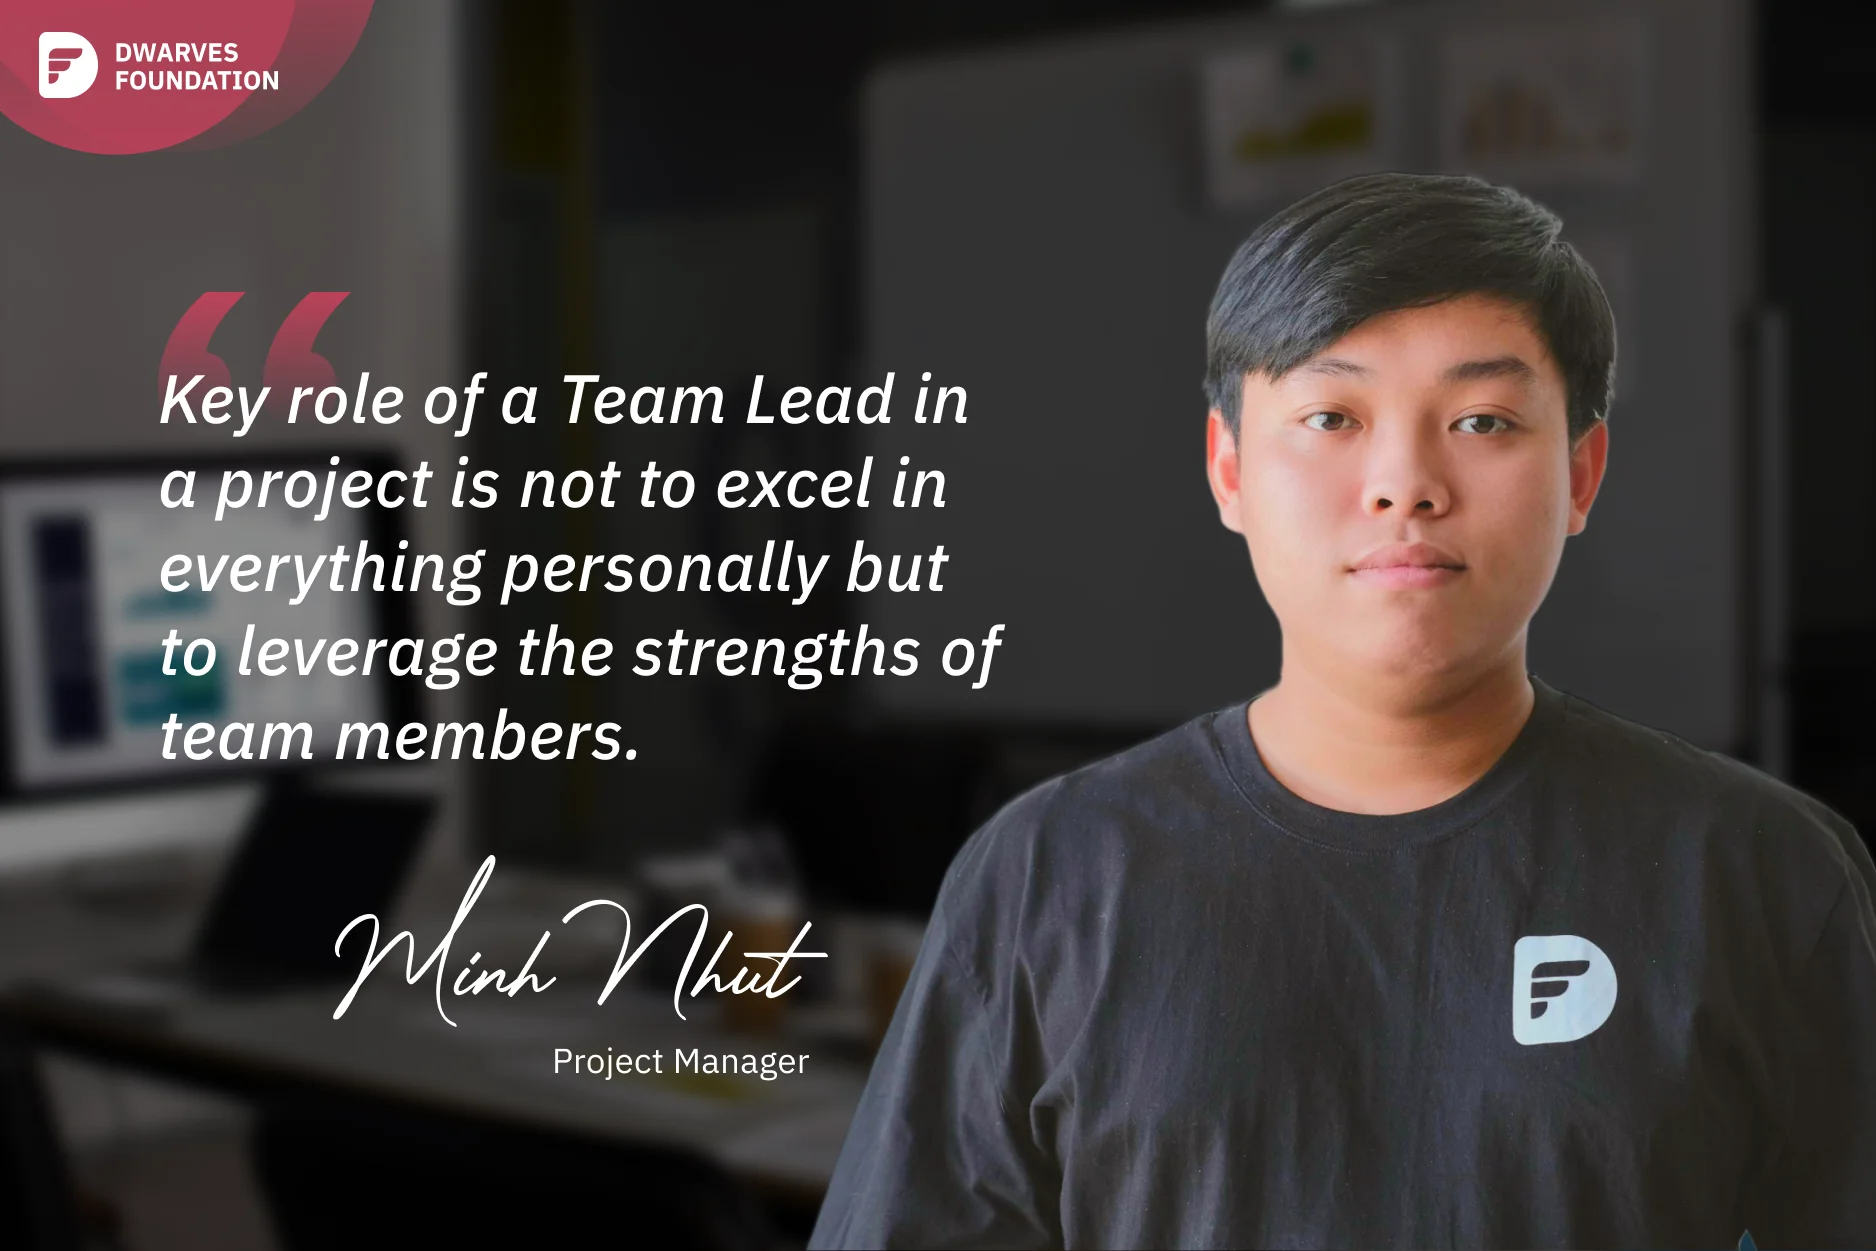 DWARVES
FOUNDATION
“
Key role of a Team Lead in
a project is not to excel in
everything personally but
to leverage the strengths of
team members.
Minh Nhut
Project Manager